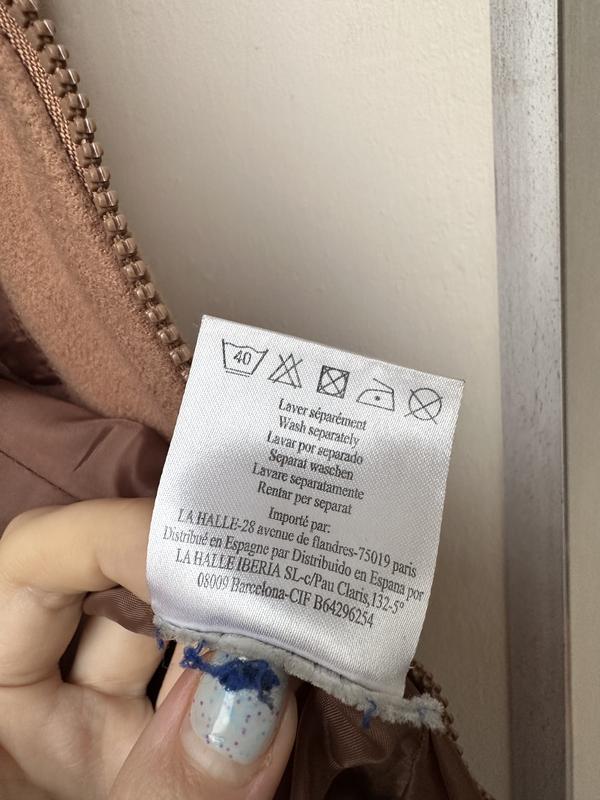 40
Laver séparément
Wash separately
Lavar por separado
Separat waschen
Lavare separatamente
Rentar per separat
Importé par:
LA HALLE-28 avenue de flandres-75019 paris
Distribué en Espagne par Distribuido en Espana por
LA HALLE IBERIA SL-c/Pau Claris,132-5°
08009 Barcelona-CIF B64296254